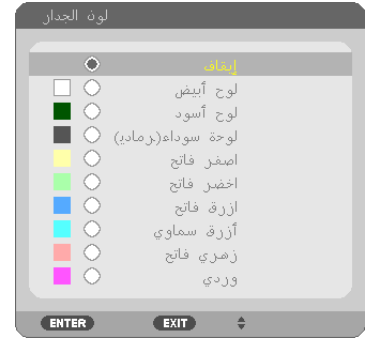 لون الجدار
إيقاف
لوح أبيض
لوح أسود
لوحة سوداء(رمادي)
اصفر فاتح
اخضر فاتح
ازرق فاتح
أزرق سماوي
زهري فاتح
وردي
ENTER EXIT